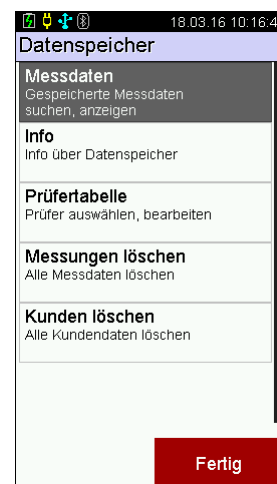 18.03.16 10:16:4
Datenspeicher
Messdaten
Gespeicherte Messdaten
suchen, anzeigen
Info
Info über Datenspeicher
Prüfertabelle
Prüfer auswählen, bearbeiten
Messungen löschen
Alle Messdaten löschen
Kunden löschen
Alle Kundendaten löschen
Fertig